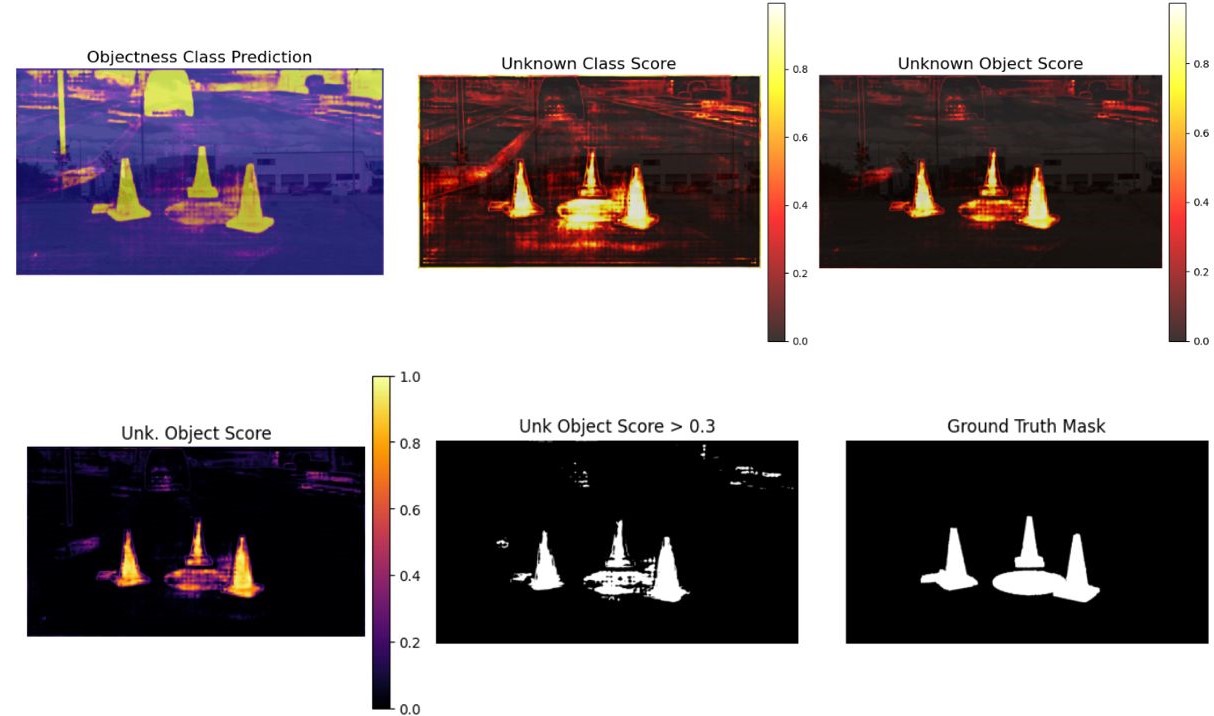 Objectness Class Prediction
Unknown Class Score
0.8
0.6
0.4
0.2
0.0
Unknown Object Score
0.8
0.6
0.4
0.2
0.0
Unk. Object Score
1.0
0.8
0.6
0.4
0.2
0.0
Unk Object Score > 0.3
Ground Truth Mask